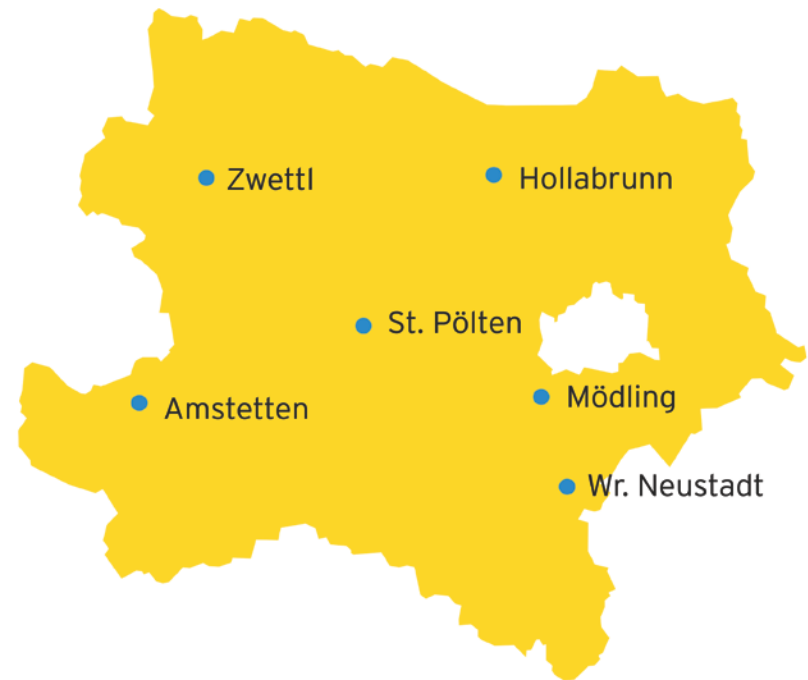 Zwettl
Hollabrunn
St. Pölten
Mödling
Amstetten
Wr. Neustadt